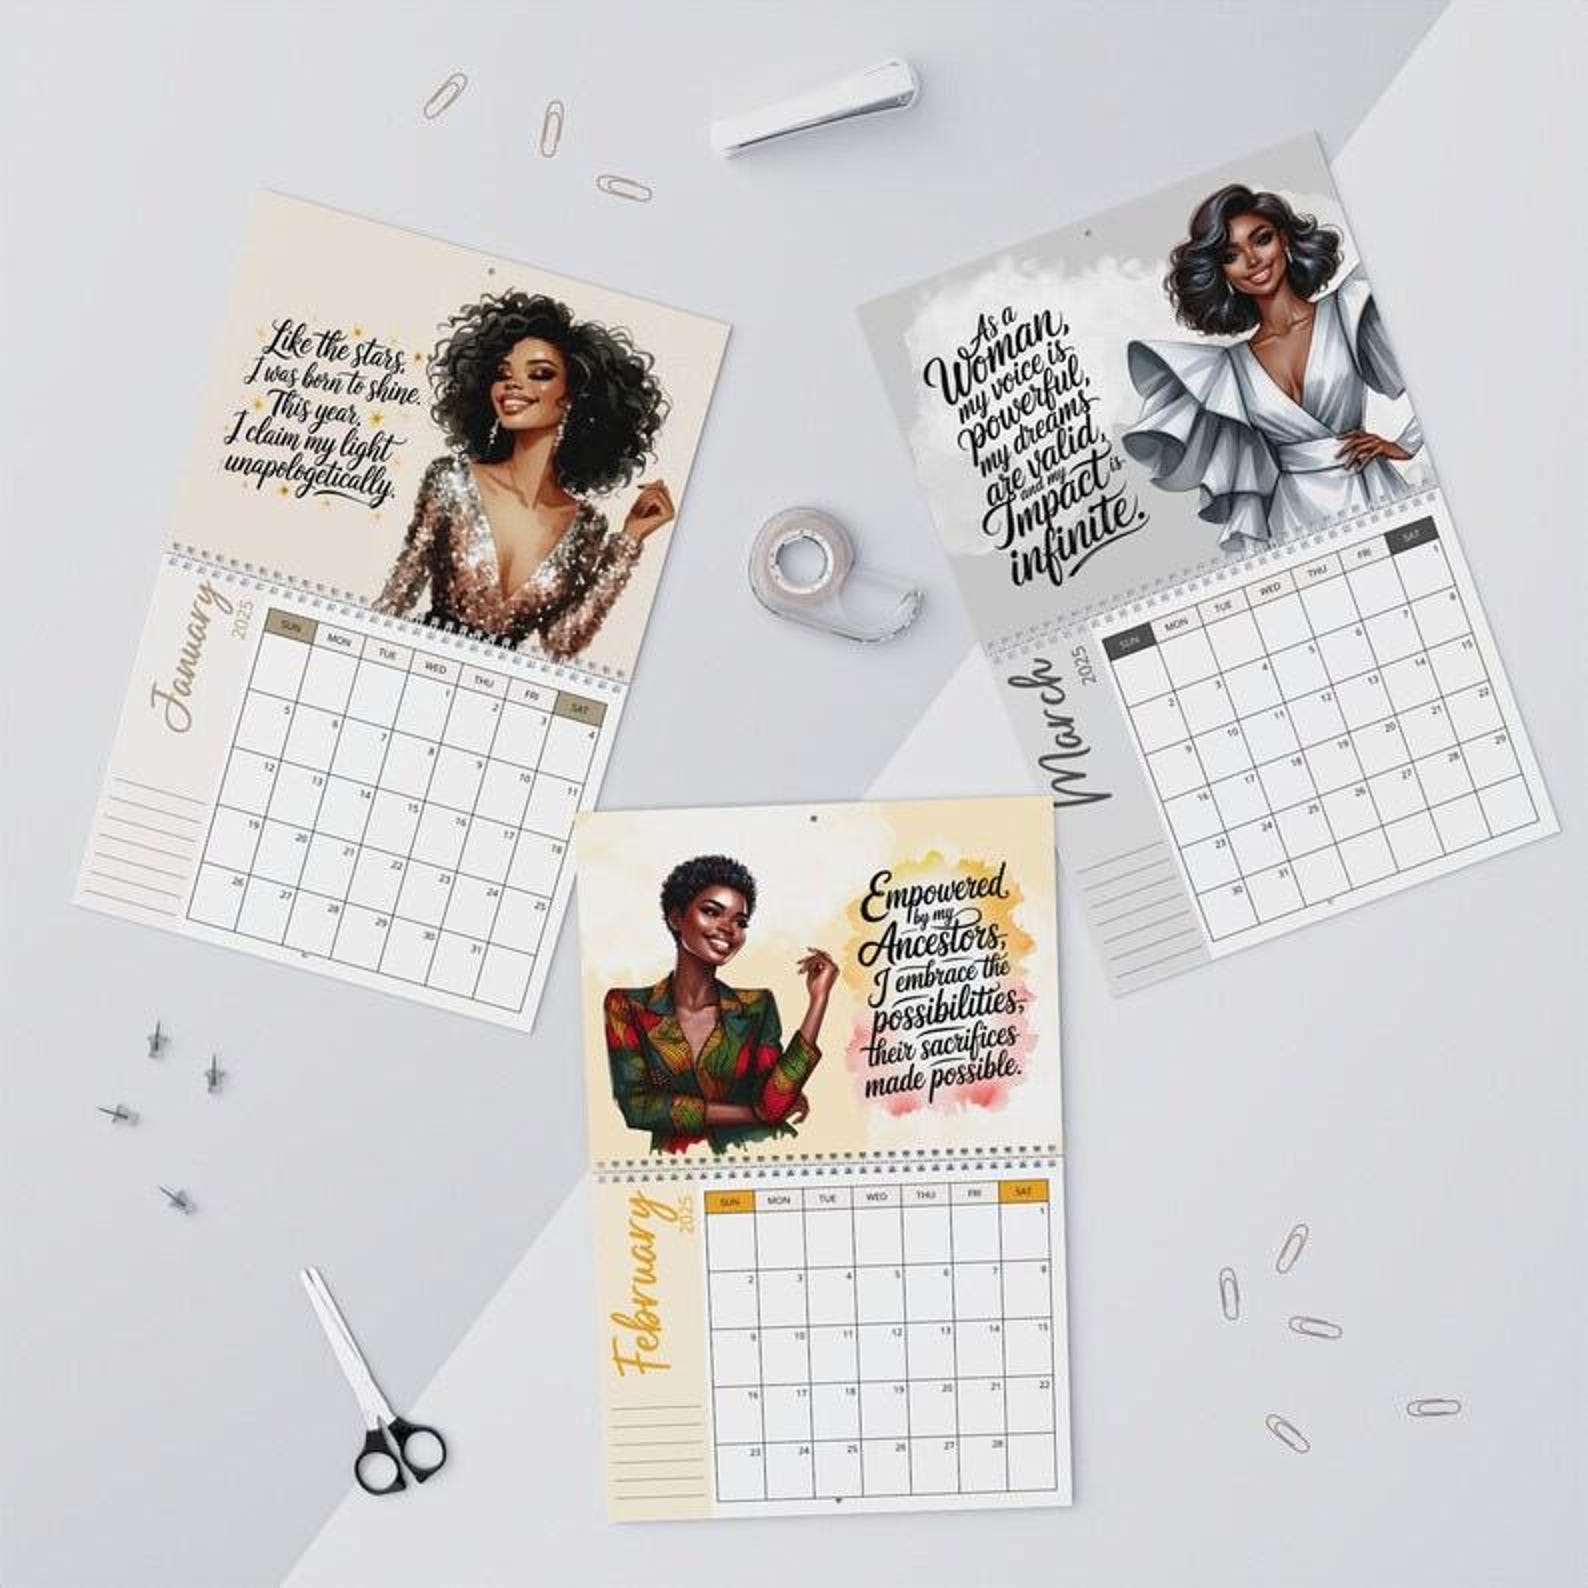 Like the stars,
I was born to shine.
This year,
I claim my light
unapologetically.
January
2025
SUN MON TUE WED THU FRI SAT
1 2 3 4
5 6 7 8 9 10 11
12 13 14 15 16 17 18
19 20 21 22 23 24 25
26 27 28 29 30 31
As a
Woman,
my voice is
powerful,
my dreams
are valid,
and my
Impact is
infinite.
March
2025
SUN MON TUE WED THU FRI SAT
1
2 3 4 5 6 7 8
9 10 11 12 13 14 15
16 17 18 19 20 21 22
23 24 25 26 27 28 29
30 31
Empowered
by my
Ancestors,
I embrace the
possibilities,
their sacrifices
made possible.
February
2025
SUN MON TUE WED THU FRI SAT
1
2 3 4 5 6 7 8
9 10 11 12 13 14 15
16 17 18 19 20 21 22
23 24 25 26 27 28